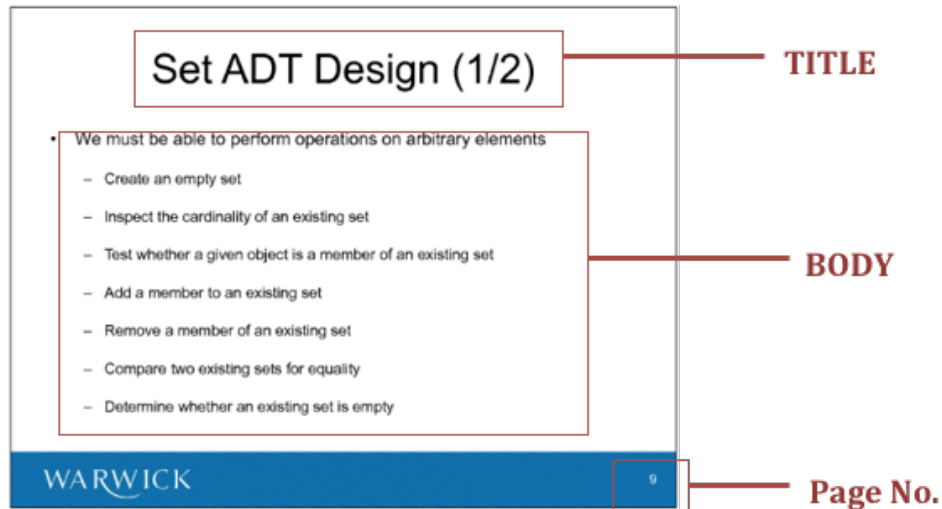 Set ADT Design (1/2)
TITLE
• We must be able to perform operations on arbitrary elements
– Create an empty set
– Inspect the cardinality of an existing set
– Test whether a given object is a member of an existing set
BODY
– Add a member to an existing set
– Remove a member of an existing set
– Compare two existing sets for equality
– Determine whether an existing set is empty
WARWICK
9
Page No.